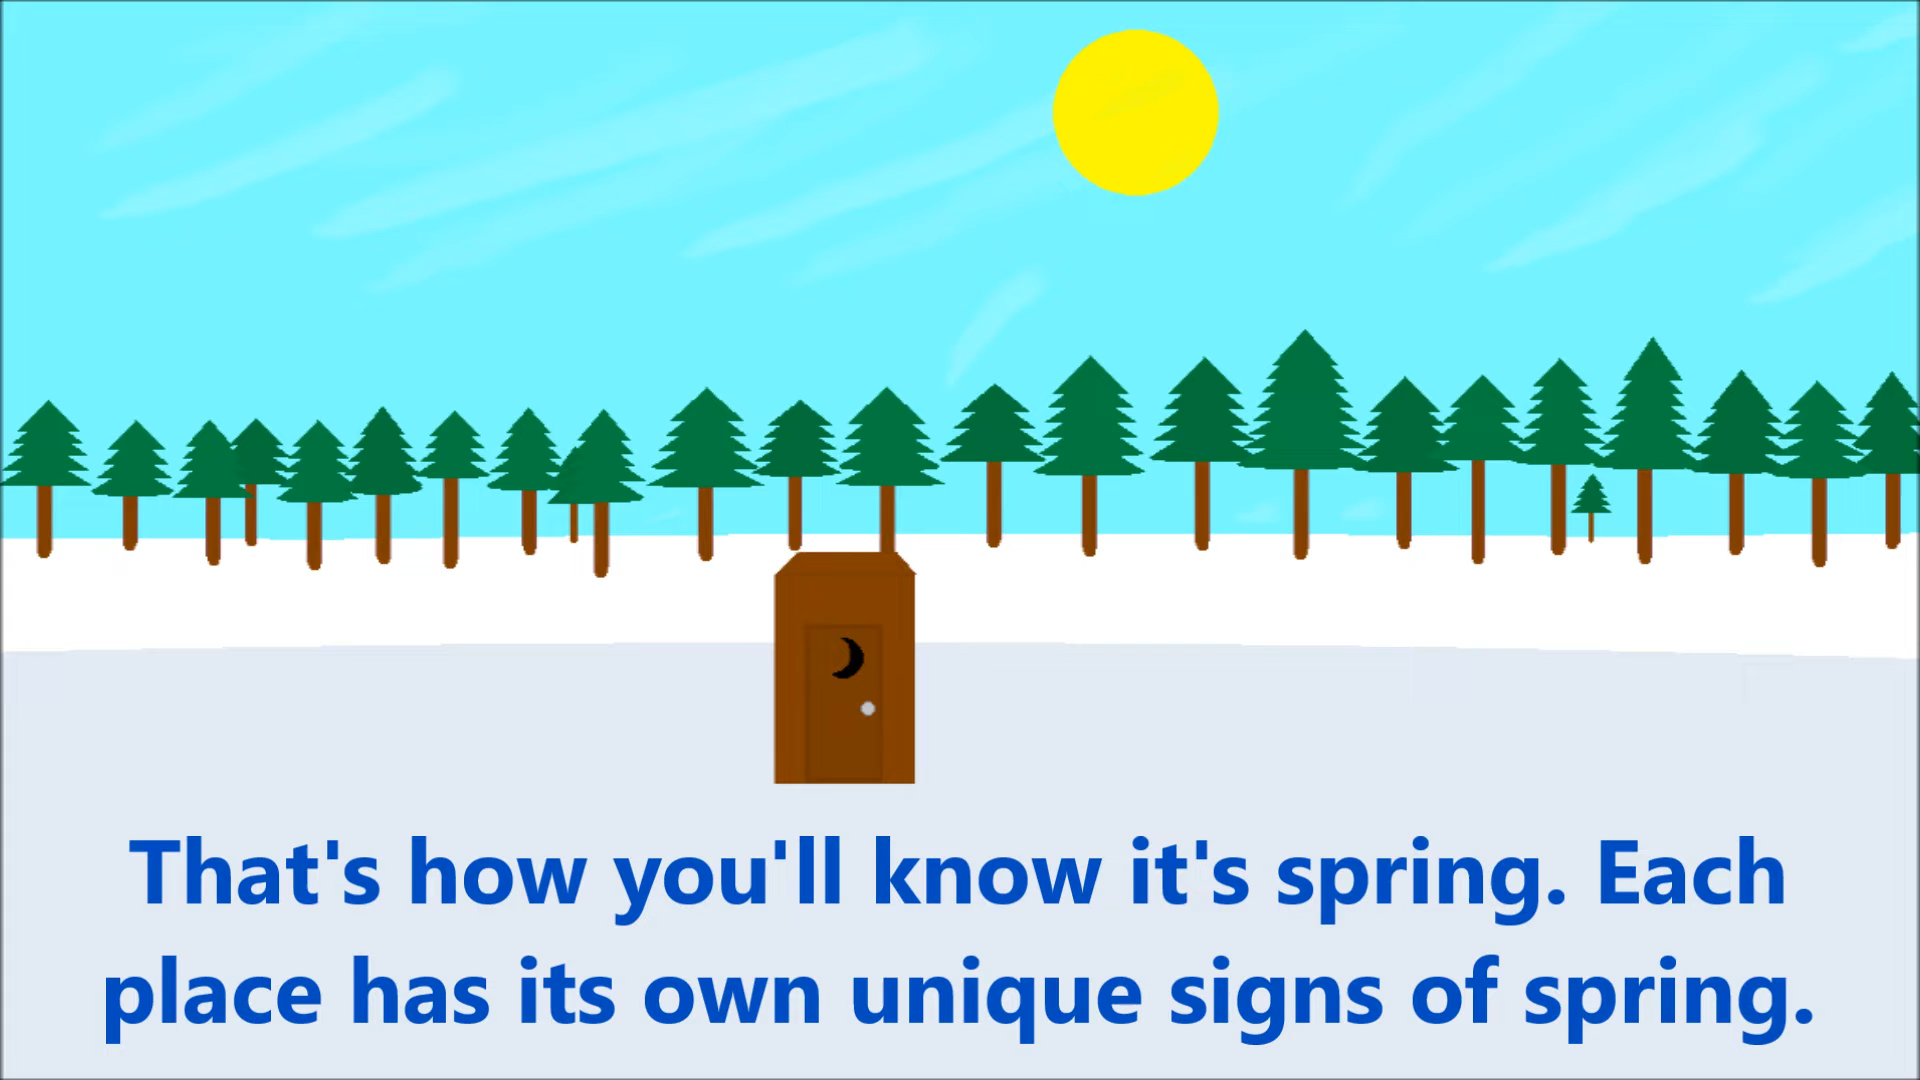 That's how you'll know it's spring. Each
place has its own unique signs of spring.